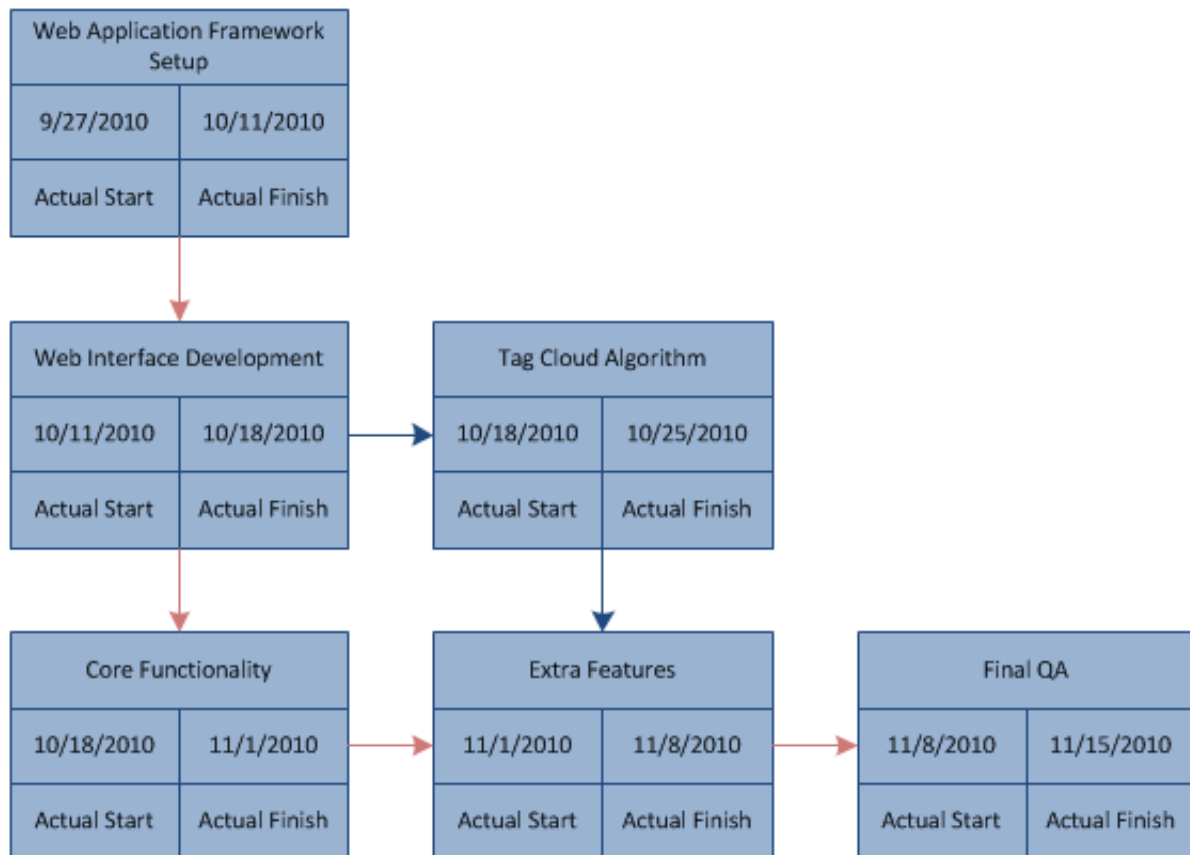 Web Application Framework
Setup
9/27/2010 10/11/2010
Actual Start Actual Finish
Web Interface Development
10/11/2010 10/18/2010
Actual Start Actual Finish
Tag Cloud Algorithm
10/18/2010 10/25/2010
Actual Start Actual Finish
Core Functionality
10/18/2010 11/1/2010
Actual Start Actual Finish
Extra Features
11/1/2010 11/8/2010
Actual Start Actual Finish
Final QA
11/8/2010 11/15/2010
Actual Start Actual Finish